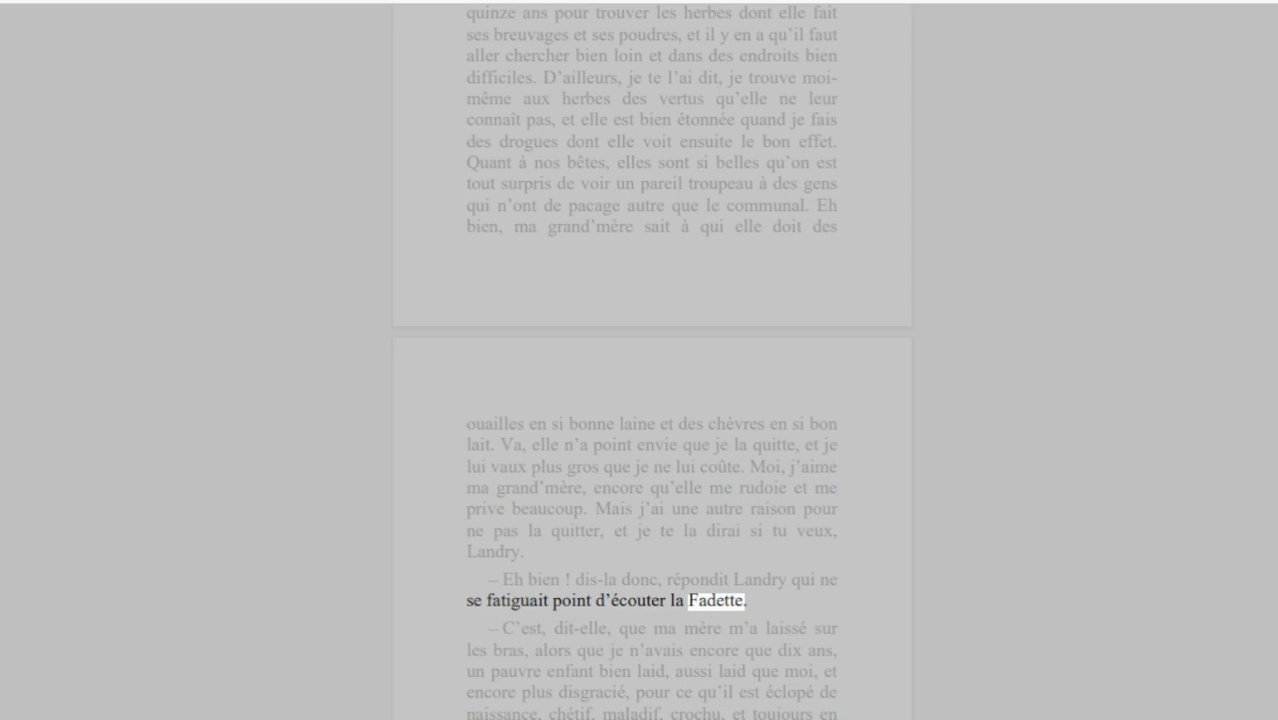 quinze ans pour trouver les herbes dont elle fait
ses breuvages et ses poudres, et il y en a qu’il faut
aller chercher bien loin et dans des endroits bien
difficiles. D’ailleurs, je te l’ai dit, je trouve moi-
même aux herbes des vertus qu’elle ne leur
connaît pas, et elle est bien étonnée quand je fais
des drogues dont elle voit ensuite le bon effet.
Quant à nos bêtes, elles sont si belles qu’on est
tout surpris de voir un pareil troupeau à des gens
qui n’ont de pacage autre que le communal. Eh
bien, ma grand’mère sait à qui elle doit des
ouailles en si bonne laine et des chèvres en si bon
lait. Va, elle n’a point envie que je la quitte, et je
lui vaux plus gros que je ne lui coûte. Moi, j’aime
ma grand’mère, encore qu’elle me rudoie et me
prive beaucoup. Mais j’ai une autre raison pour
ne pas la quitter, et je te la dirai si tu veux,
Landry.
– Eh bien ! dis-la donc, répondit Landry qui ne
se fatiguait point d’écouter la Fadette.
– C’est, dit-elle, que ma mère m’a laissé sur
les bras, alors que je n’avais encore que dix ans,
un pauvre enfant bien laid, aussi laid que moi, et
encore plus disgracié, pour ce qu’il est éclopé de
naissance, chétif, maladif, crochu, et toujours en